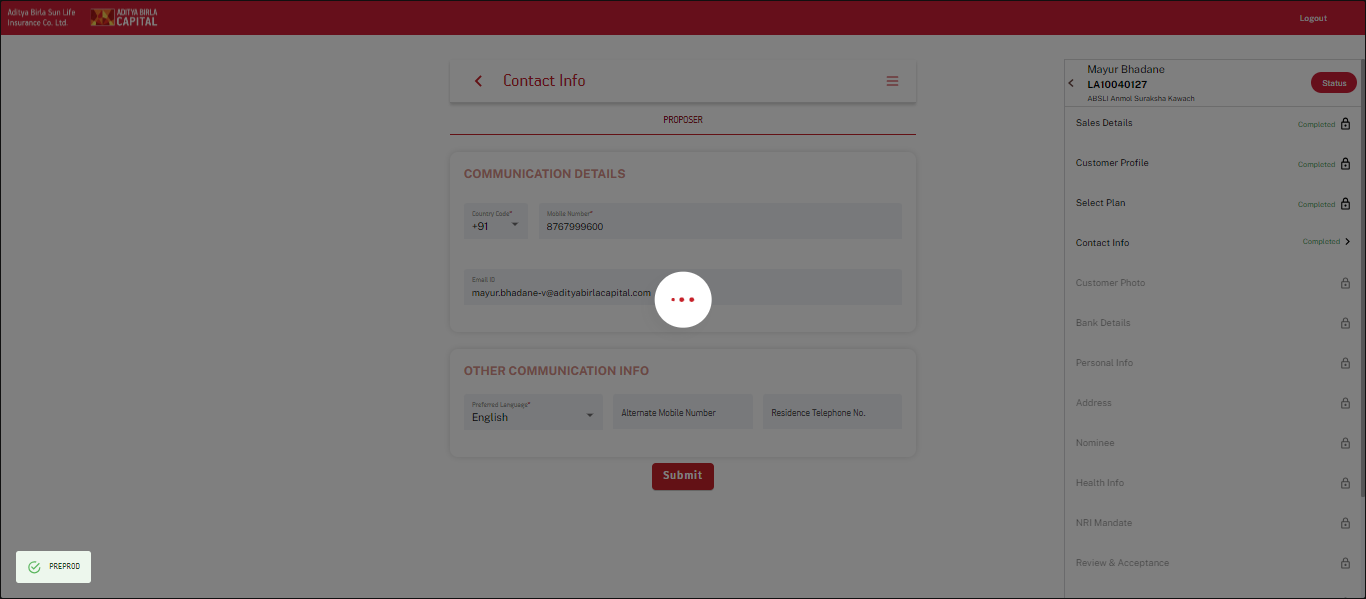 Aditya Birla Sun Life
Insurance Co. Ltd.
ADITYA BIRLA
CAPITAL
Logout
Contact Info
PROPOSER
COMMUNICATION DETAILS
Country Code*
+91
Mobile Number*
8767999600
Email ID
mayur.bhadane-v@adityabirlacapital.com
OTHER COMMUNICATION INFO
Preferred Language*
English
Alternate Mobile Number
Residence Telephone No.
Submit
PREPROD
Mayur Bhadane
LA10040127
ABSLI Anmol Suraksha Kawach
Status
Sales Details Completed
Customer Profile Completed
Select Plan Completed
Contact Info Completed
Customer Photo
Bank Details
Personal Info
Address
Nominee
Health Info
NRI Mandate
Review & Acceptance